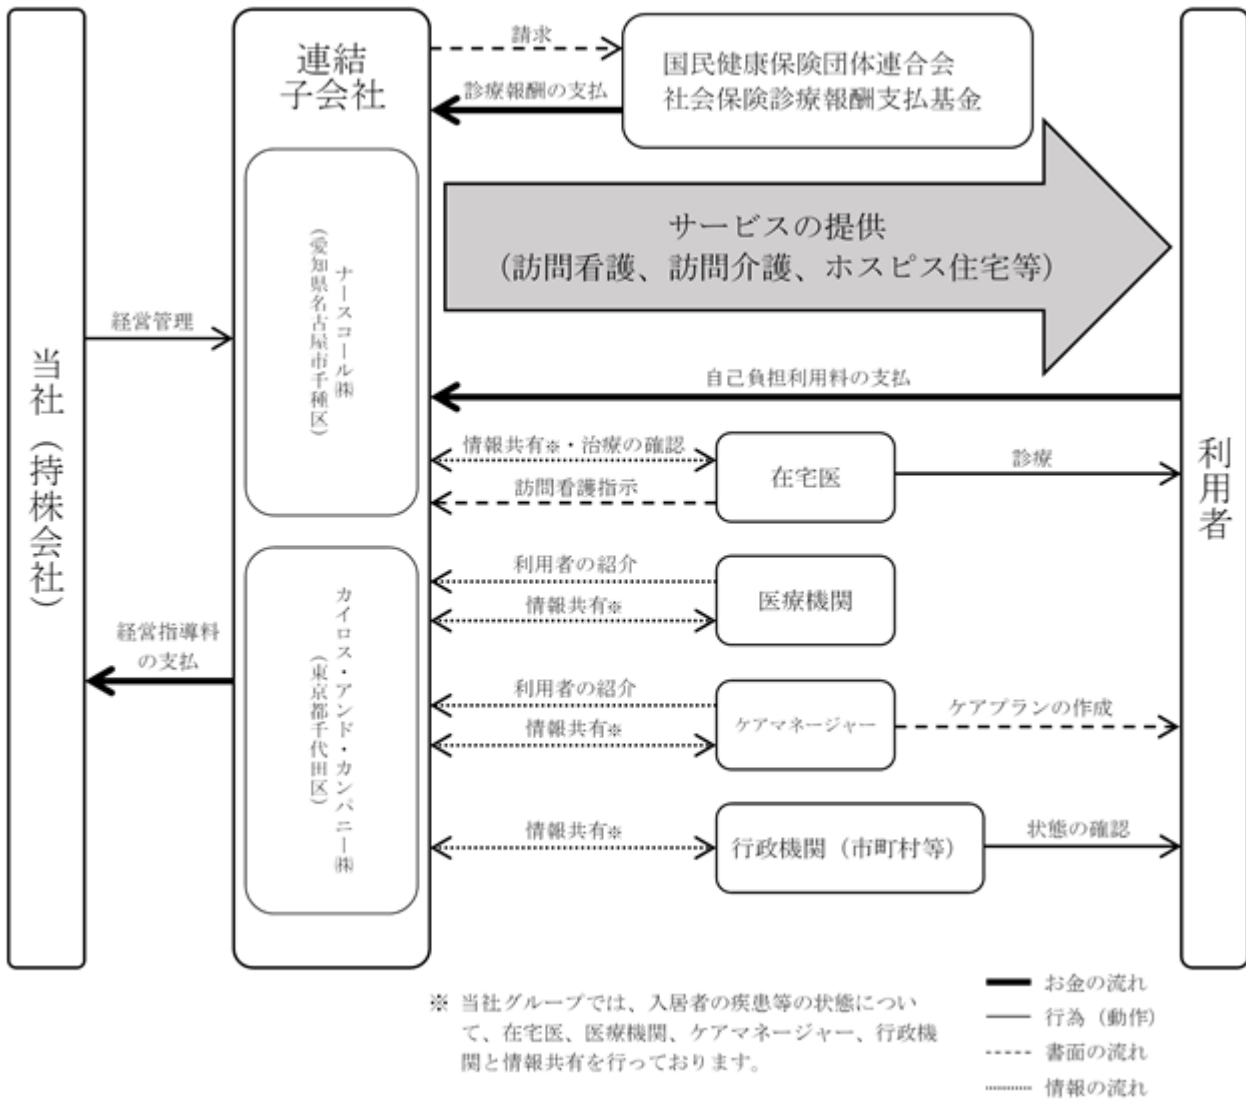 当社（持株会社）
経営管理
経営指導料
の支払
連結
子会社
ナースコール㈱
(愛知県名古屋市千種区)
カイロス・アンド・カンパニー㈱
(東京都千代田区)
請求
診療報酬の支払
国民健康保険団体連合会
社会保険診療報酬支払基金
サービスの提供
(訪問看護、訪問介護、ホスピス住宅等)
自己負担利用料の支払
情報共有※・治療の確認
訪問看護指示
在宅医
診療
利用者の紹介
情報共有※
医療機関
利用者の紹介
情報共有※
ケアマネージャー
ケアプランの作成
情報共有※
行政機関（市町村等）
状態の確認
利用者
※ 当社グループでは、入居者の疾患等の状態につい
て、在宅医、医療機関、ケアマネージャー、行政機
関と情報共有を行っております。
お金の流れ
行為（動作）
書面の流れ
情報の流れ